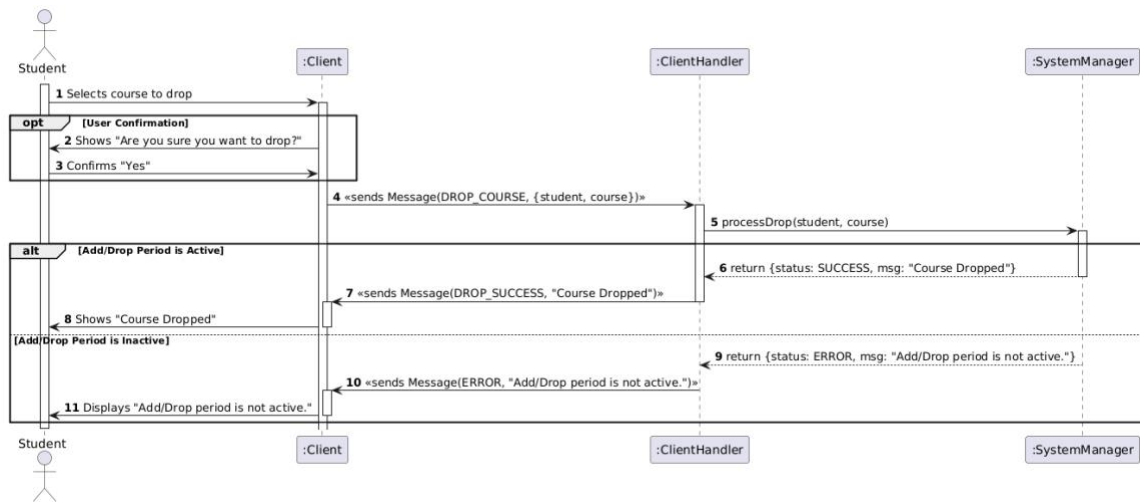 Student
:Client
:ClientHandler
:SystemManager
1 Selects course to drop
opt [User Confirmation]
2 Shows "Are you sure you want to drop?"
3 Confirms "Yes"
4 «sends Message(DROP_COURSE, {student, course})»
5 processDrop(student, course)
alt [Add/Drop Period is Active]
6 return {status: SUCCESS, msg: "Course Dropped"}
7 «sends Message(DROP_SUCCESS, "Course Dropped")»
8 Shows "Course Dropped"
[Add/Drop Period is Inactive]
9 return {status: ERROR, msg: "Add/Drop period is not active."}
10 «sends Message(ERROR, "Add/Drop period is not active.")»
11 Displays "Add/Drop period is not active."
Student
:Client
:ClientHandler
:SystemManager